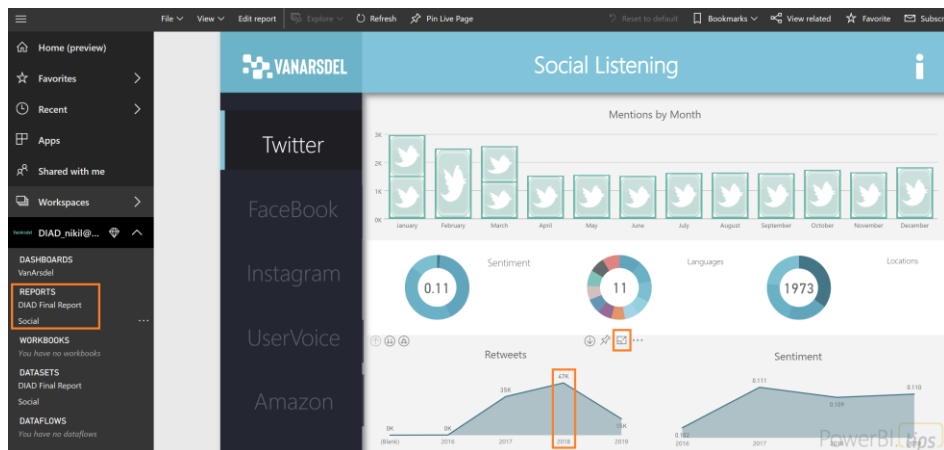 File View Edit report Explore Refresh Pin Live Page Reset to default Bookmarks View related Favorite Subscr
Home (preview)
Favorites
Recent
Apps
Shared with me
Workspaces
DIAD_nikil@...
DASHBOARDS
VanArsdel
REPORTS
DIAD Final Report
Social
WORKBOOKS
You have no workbooks
DATASETS
DIAD Final Report
Social
DATAFLOWS
You have no dataflows
VANARSDEL
Social Listening
Twitter
FaceBook
Instagram
UserVoice
Amazon
Mentions by Month
3K
2K
1K
0K
January February March April May June July August September October November December
Sentiment Languages Locations
0.11 11 1973
Retweets
0K 0K 35K 47K
(Blank) 2016 2017 2018 2019
Sentiment
0.102 0.111 0.109 0.110
2016 2017
PowerBI.tips